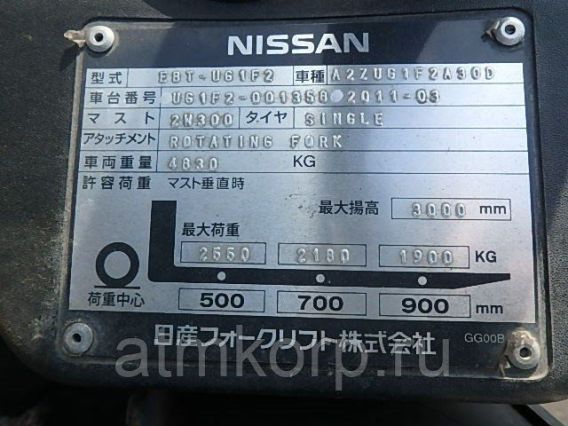 NISSAN
型式 EBT-UG1F2 車種 A2ZUG1F2A30D
車台番号 UG1F2-001358 2011-03
マスト 2W300 タイヤ SINGLE
アタッチメント ROTATING FORK
車両重量 4830 KG
許容荷重 マスト垂直時
最大揚高 3000 mm
最大荷重
2550 2180 1900 KG
荷重中心 500 700 900 mm
日産フォークリフト株式会社 GG00B
atmkorp.ru